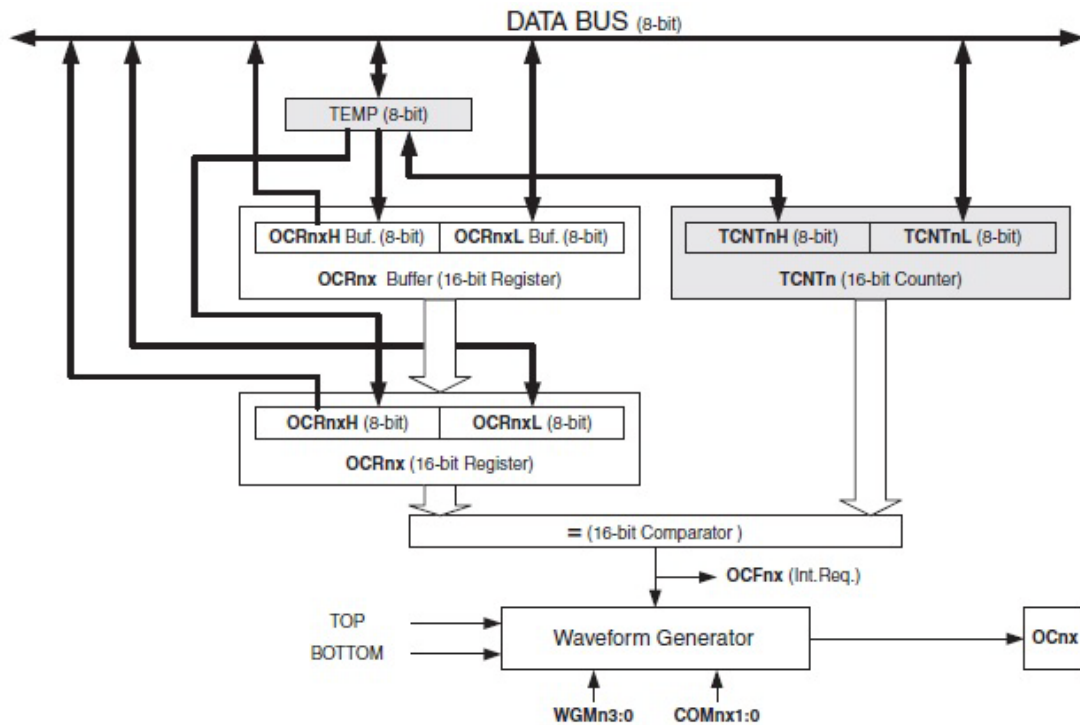 DATA BUS (8-bit)
TEMP (8-bit)
OCRnxH Buf. (8-bit) OCRnxL Buf. (8-bit)
OCRnx Buffer (16-bit Register)
TCNTnH (8-bit) TCNTnL (8-bit)
TCNTn (16-bit Counter)
OCRnxH (8-bit) OCRnxL (8-bit)
OCRnx (16-bit Register)
= (16-bit Comparator )
OCFnx (Int.Req.)
TOP
BOTTOM
Waveform Generator
OCnx
WGMn3:0 COMnx1:0